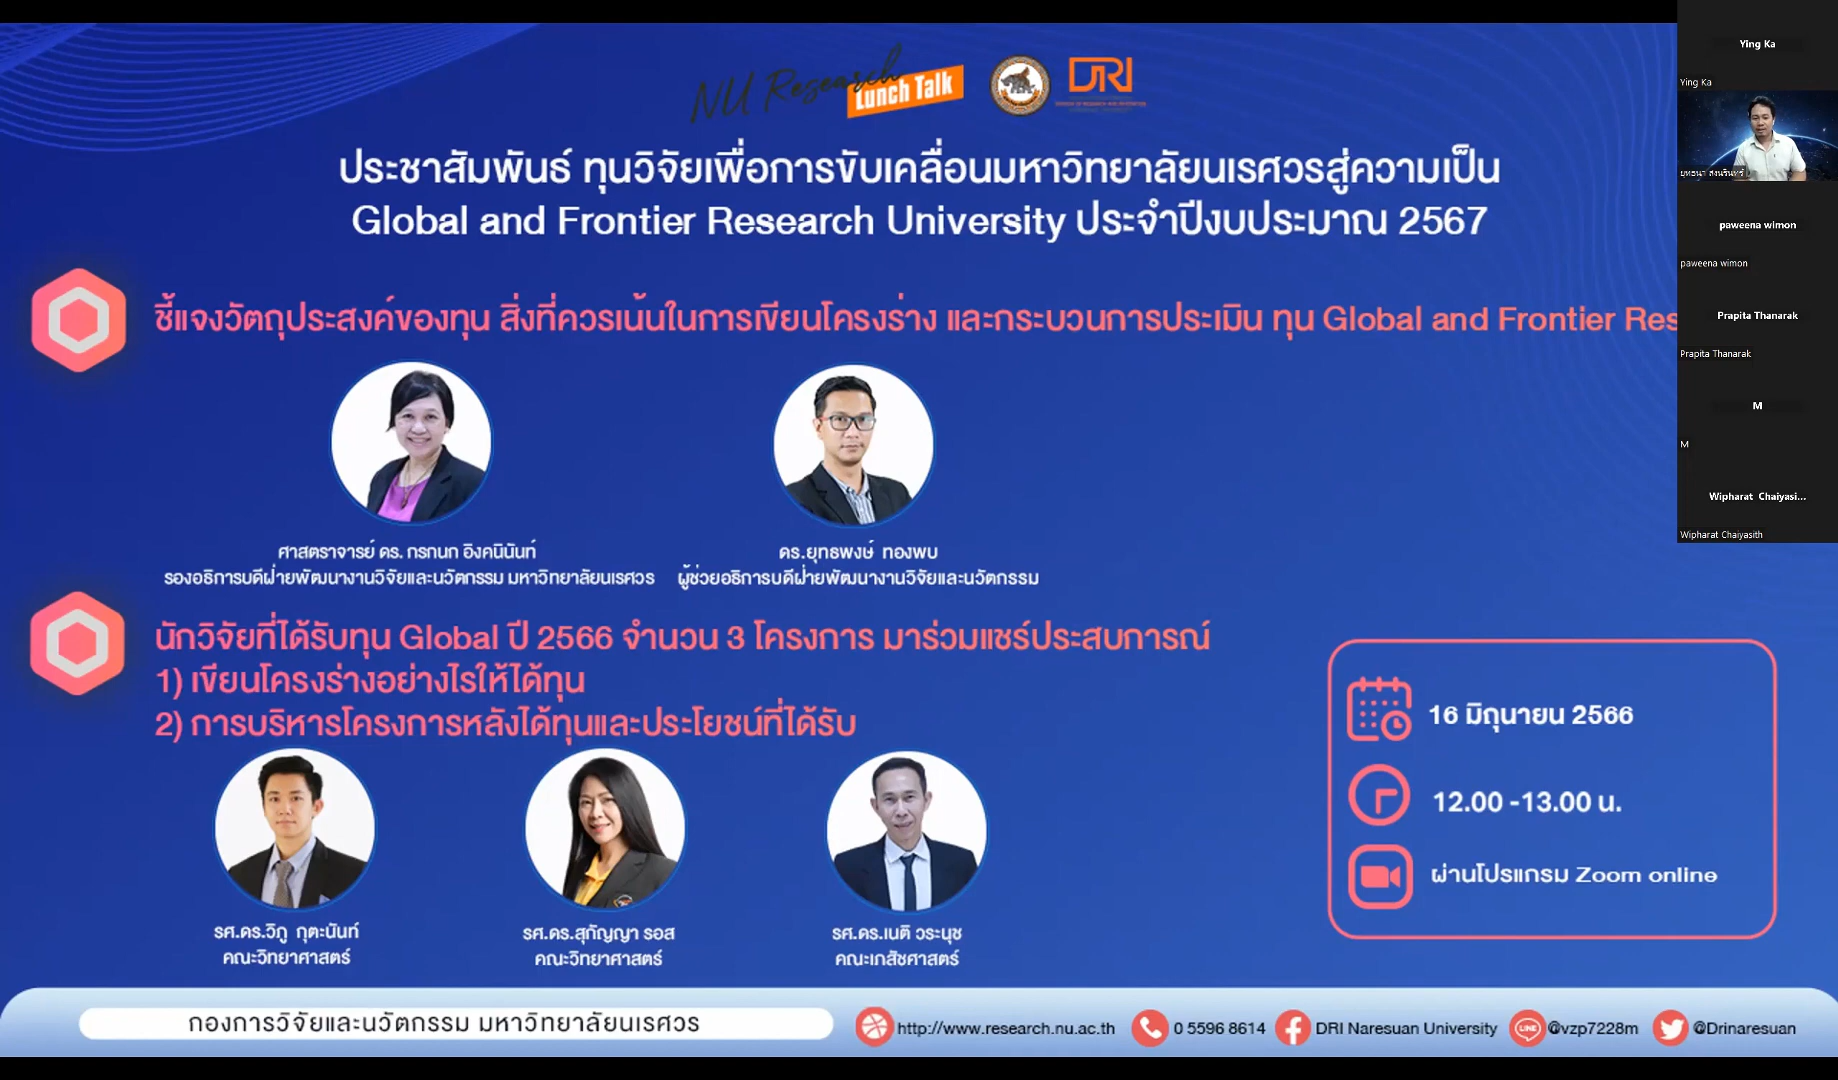 NU Research
Lunch Talk
DRI
ประชาสัมพันธ์ ทุนวิจัยเพื่อการขับเคลื่อนมหาวิทยาลัยนเรศวรสู่ความเป็น
Global and Frontier Research University ประจำปีงบประมาณ 2567
ชี้แจงวัตถุประสงค์ของทุน สิ่งที่ควรเน้นในการเขียนโครงร่าง และกระบวนการประเมิน ทุน Global and Frontier Res
ศาสตราจารย์ ดร. กรกนก อิงคนินันท์
รองอธิการบดีฝ่ายพัฒนางานวิจัยและนวัตกรรม มหาวิทยาลัยนเรศวร
ดร.ยุทธพงษ์ ทองพบ
ผู้ช่วยอธิการบดีฝ่ายพัฒนางานวิจัยและนวัตกรรม
นักวิจัยที่ได้รับทุน Global ปี 2566 จำนวน 3 โครงการ มาร่วมแชร์ประสบการณ์
1) เขียนโครงร่างอย่างไรให้ได้ทุน
2) การบริหารโครงการหลังได้ทุนและประโยชน์ที่ได้รับ
รศ.ดร.วิภู กุตะนันท์
คณะวิทยาศาสตร์
รศ.ดร.สุกัญญา รอส
คณะวิทยาศาสตร์
รศ.ดร.เนติ วระนุช
คณะเภสัชศาสตร์
16 มิถุนายน 2566
12.00 -13.00 น.
ผ่านโปรแกรม Zoom online
กองการวิจัยและนวัตกรรม มหาวิทยาลัยนเรศวร
http://www.research.nu.ac.th
0 5596 8614
DRI Naresuan University
LINE
@vzp7228m
@Drinaresuan
Ying Ka
Ying Ka
paweena wimon
paweena wimon
Prapita Thanarak
Prapita Thanarak
M
M
Wipharat Chaiyasi...
Wipharat Chaiyasith